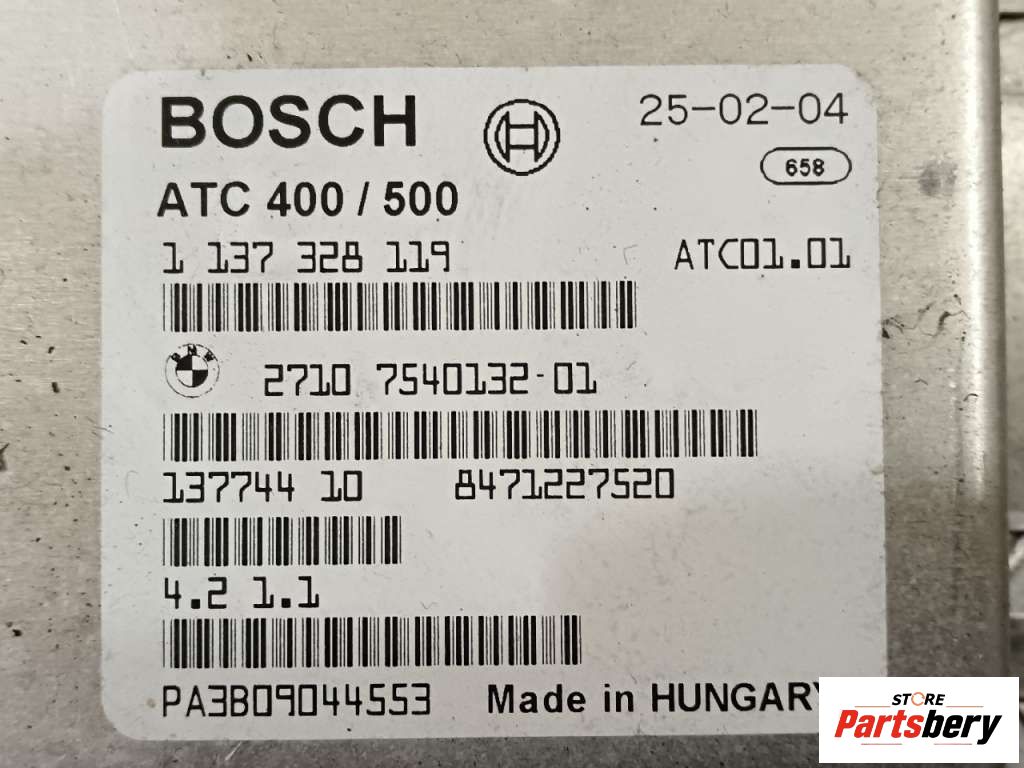 BOSCH
25-02-04
658
ATC 400 / 500
1 137 328 119
ATC01.01
BMW
2710 7540132-01
137744 10 8471227520
4.2 1.1
PA3B09044553 Made in HUNGARY
STORE
Partsbery